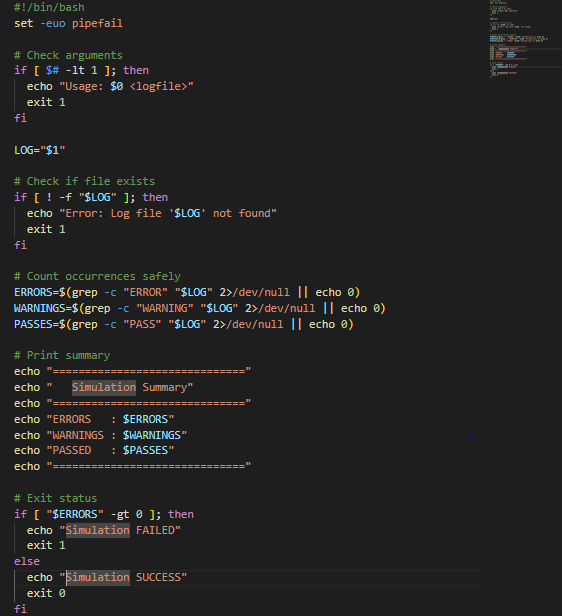 #!/bin/bash
set -euo pipefail

# Check arguments
if [ $# -lt 1 ]; then
  echo "Usage: $0 <logfile>"
  exit 1
fi

LOG="$1"

# Check if file exists
if [ ! -f "$LOG" ]; then
  echo "Error: Log file '$LOG' not found"
  exit 1
fi

# Count occurrences safely
ERRORS=$(grep -c "ERROR" "$LOG" 2>/dev/null || echo 0)
WARNINGS=$(grep -c "WARNING" "$LOG" 2>/dev/null || echo 0)
PASSES=$(grep -c "PASS" "$LOG" 2>/dev/null || echo 0)

# Print summary
echo "=============================="
echo "   Simulation Summary"
echo "=============================="
echo "ERRORS   : $ERRORS"
echo "WARNINGS : $WARNINGS"
echo "PASSED   : $PASSES"
echo "=============================="

# Exit status
if [ "$ERRORS" -gt 0 ]; then
  echo "Simulation FAILED"
  exit 1
else
  echo "Simulation SUCCESS"
  exit 0
fi